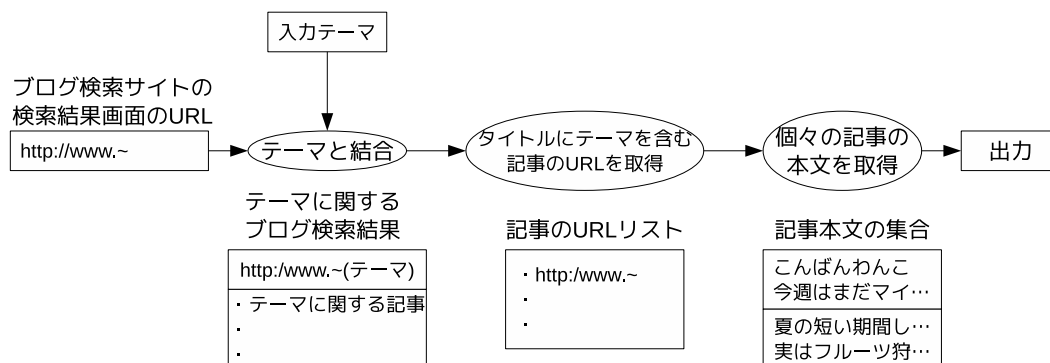 入力テーマ
ブログ検索サイトの
検索結果画面のURL
http://www.~
テーマと結合
タイトルにテーマを含む
記事のURLを取得
個々の記事の
本文を取得
出力
テーマに関する
ブログ検索結果
http:/www.~(テーマ)
・テーマに関する記事
・
・
記事のURLリスト
・http:/www.~
・
・
記事本文の集合
こんばんわんこ
今週はまだマイ…
夏の短い期間し…
実はフルーツ狩…